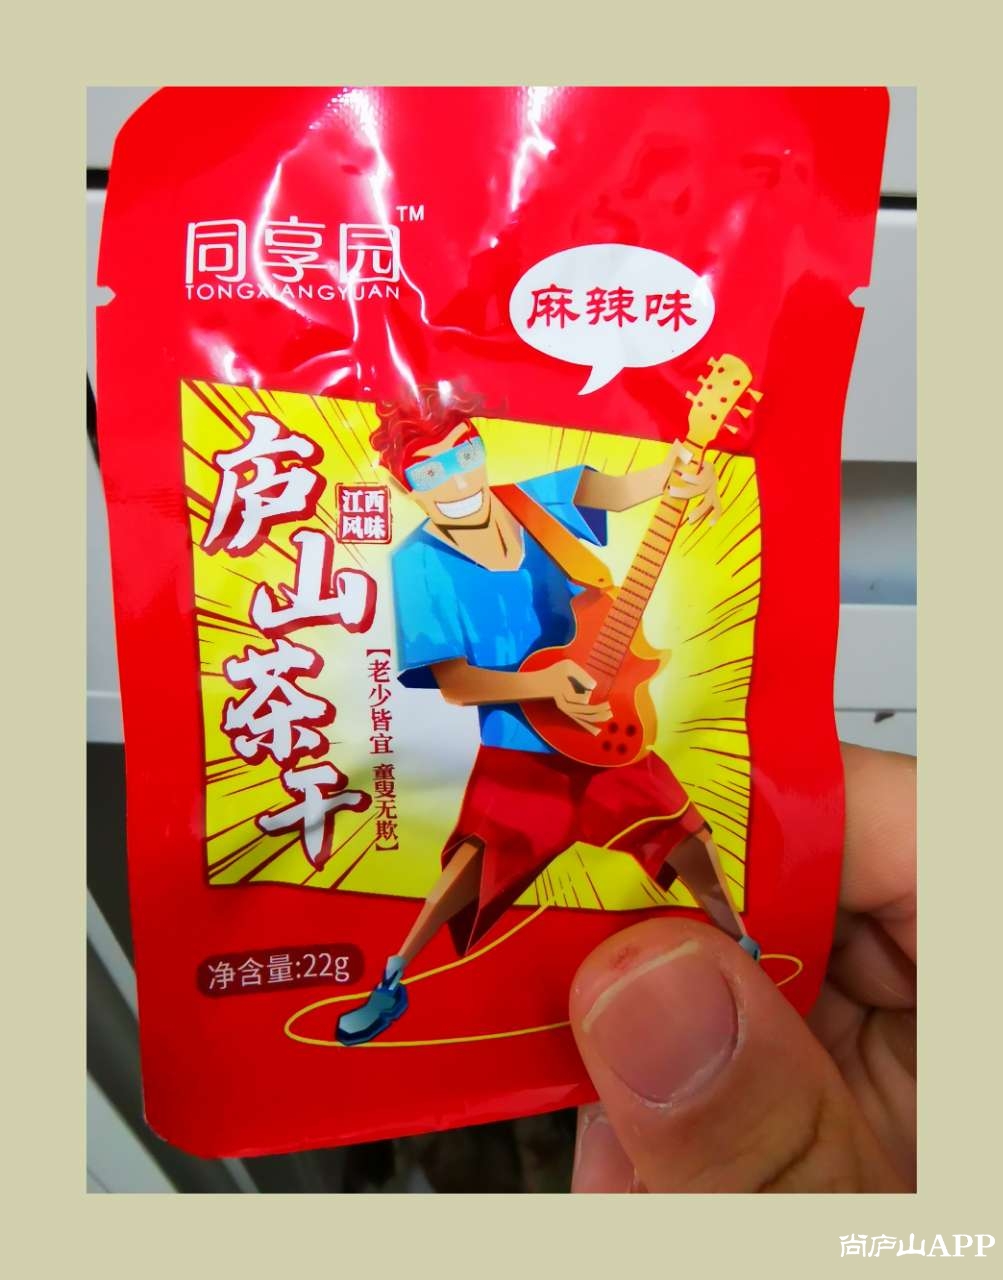 同享园™
TONGXIANGYUAN
麻辣味
庐山茶干
江西
风味
【老少皆宜 童叟无欺】
净含量:22g
尚庐山APP